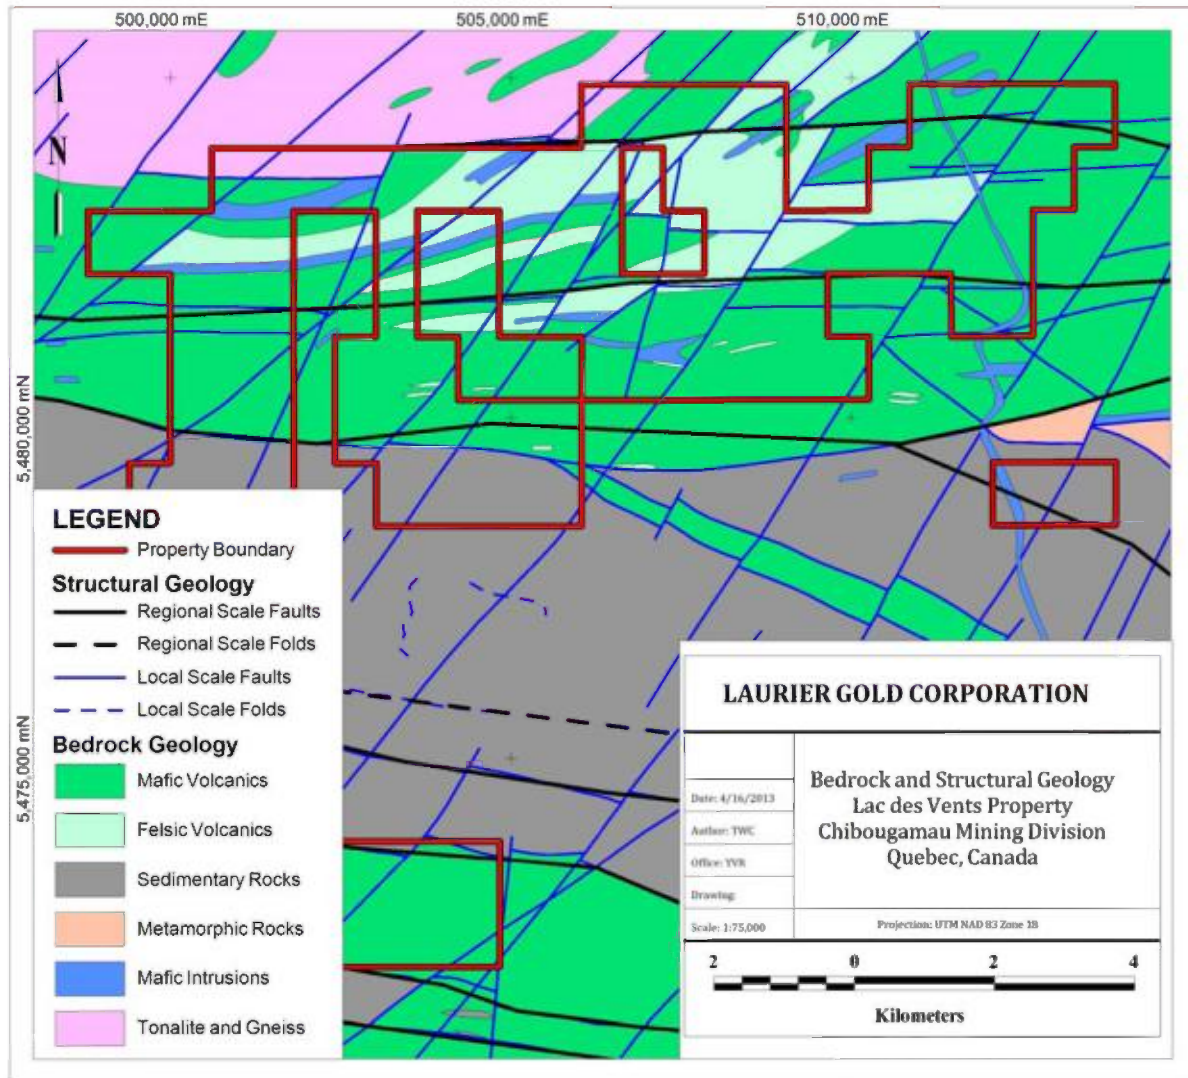 500,000 mE
505,000 mE
510,000 mE
N
5,480,000 mN
5,475,000 mN
LEGEND
Property Boundary
Structural Geology
Regional Scale Faults
Regional Scale Folds
Local Scale Faults
Local Scale Folds
Bedrock Geology
Mafic Volcanics
Felsic Volcanics
Sedimentary Rocks
Metamorphic Rocks
Mafic Intrusions
Tonalite and Gneiss
LAURIER GOLD CORPORATION
Date: 4/16/2013
Author: TWC
Office: YVR
Drawing:
Scale: 1:75,000
Bedrock and Structural Geology
Lac des Vents Property
Chibougamau Mining Division
Quebec, Canada
Projection: UTM NAD 83 Zone 18
2 0 2 4
Kilometers